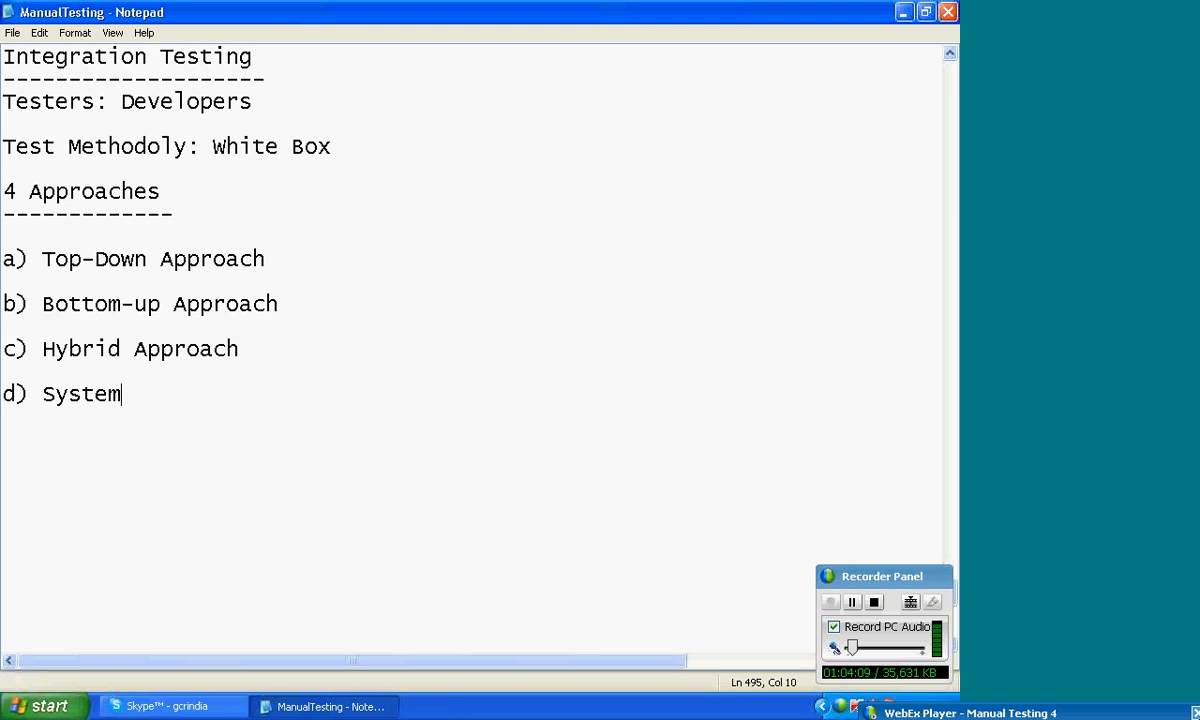 ManualTesting - Notepad
File Edit Format View Help
Integration Testing
--------------------
Testers: Developers
Test Methodoly: White Box
4 Approaches
-------------
a) Top-Down Approach
b) Bottom-up Approach
c) Hybrid Approach
d) System
Recorder Panel
Record PC Audio
01:04:09 / 35,631 KB
Ln 495, Col 10
start
Skype™ - gcrindia
ManualTesting - Note...
WebEx Player - Manual Testing 4